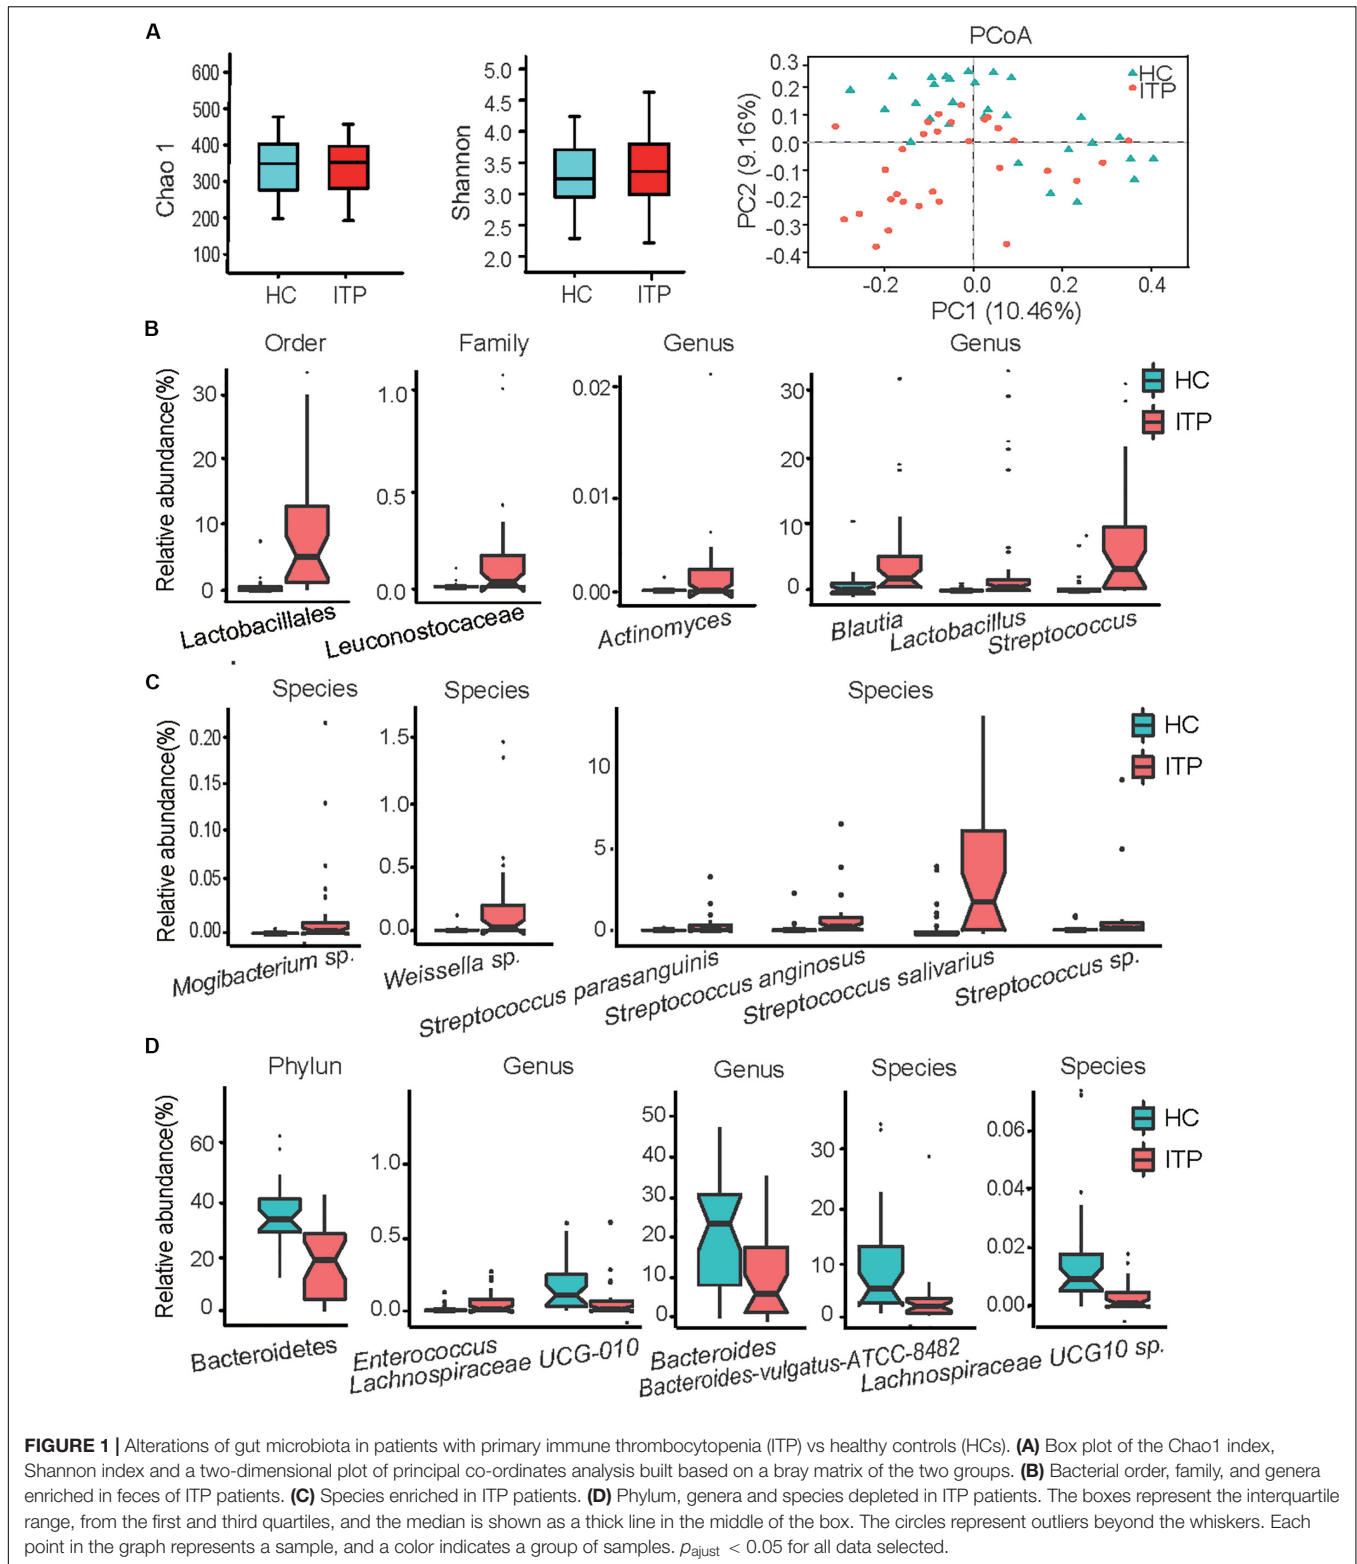 A
PCoA
Chao 1
600
500
400
300
200
100
HC
ITP
Shannon
5.0
4.5
4.0
3.5
3.0
2.5
2.0
HC
ITP
PC2 (9.16%)
0.3
0.2
0.1
0.0
-0.1
-0.2
-0.3
-0.4
HC
ITP
-0.2
0.0
0.2
0.4
PC1 (10.46%)
B
Order
Family
Genus
Genus
Relative abundance(%)
30
20
10
0
Lactobacillales
1.0
0.5
0.0
Leuconostocaceae
0.02
0.01
0.00
Actinomyces
30
20
10
0
Blautia
Lactobacillus
Streptococcus
HC
ITP
C
Species
Species
Species
Relative abundance(%)
0.20
0.15
0.10
0.05
0.00
Mogibacterium sp.
1.5
1.0
0.5
0.0
Weissella sp.
10
5
0
Streptococcus parasanguinis
Streptococcus anginosus
Streptococcus salivarius
Streptococcus sp.
HC
ITP
D
Phylun
Genus
Genus
Species
Species
Relative abundance(%)
60
40
20
0
Bacteroidetes
1.0
0.5
0.0
Enterococcus
Lachnospiraceae UCG-010
50
40
30
20
10
0
Bacteroides
30
20
10
0
Bacteroides-vulgatus-ATCC-8482
0.06
0.04
0.02
0.00
Lachnospiraceae UCG10 sp.
HC
ITP
FIGURE 1 | Alterations of gut microbiota in patients with primary immune thrombocytopenia (ITP) vs healthy controls (HCs). (A) Box plot of the Chao1 index,
Shannon index and a two-dimensional plot of principal co-ordinates analysis built based on a bray matrix of the two groups. (B) Bacterial order, family, and genera
enriched in feces of ITP patients. (C) Species enriched in ITP patients. (D) Phylum, genera and species depleted in ITP patients. The boxes represent the interquartile
range, from the first and third quartiles, and the median is shown as a thick line in the middle of the box. The circles represent outliers beyond the whiskers. Each
point in the graph represents a sample, and a color indicates a group of samples. pajust < 0.05 for all data selected.